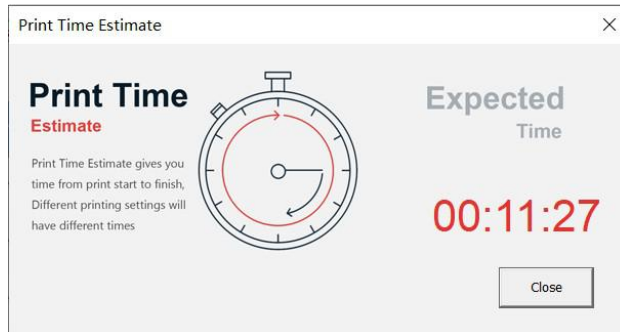 Print Time Estimate
Print Time
Estimate
Print Time Estimate gives you
time from print start to finish,
Different printing settings will
have different times
Expected
Time
00:11:27
Close